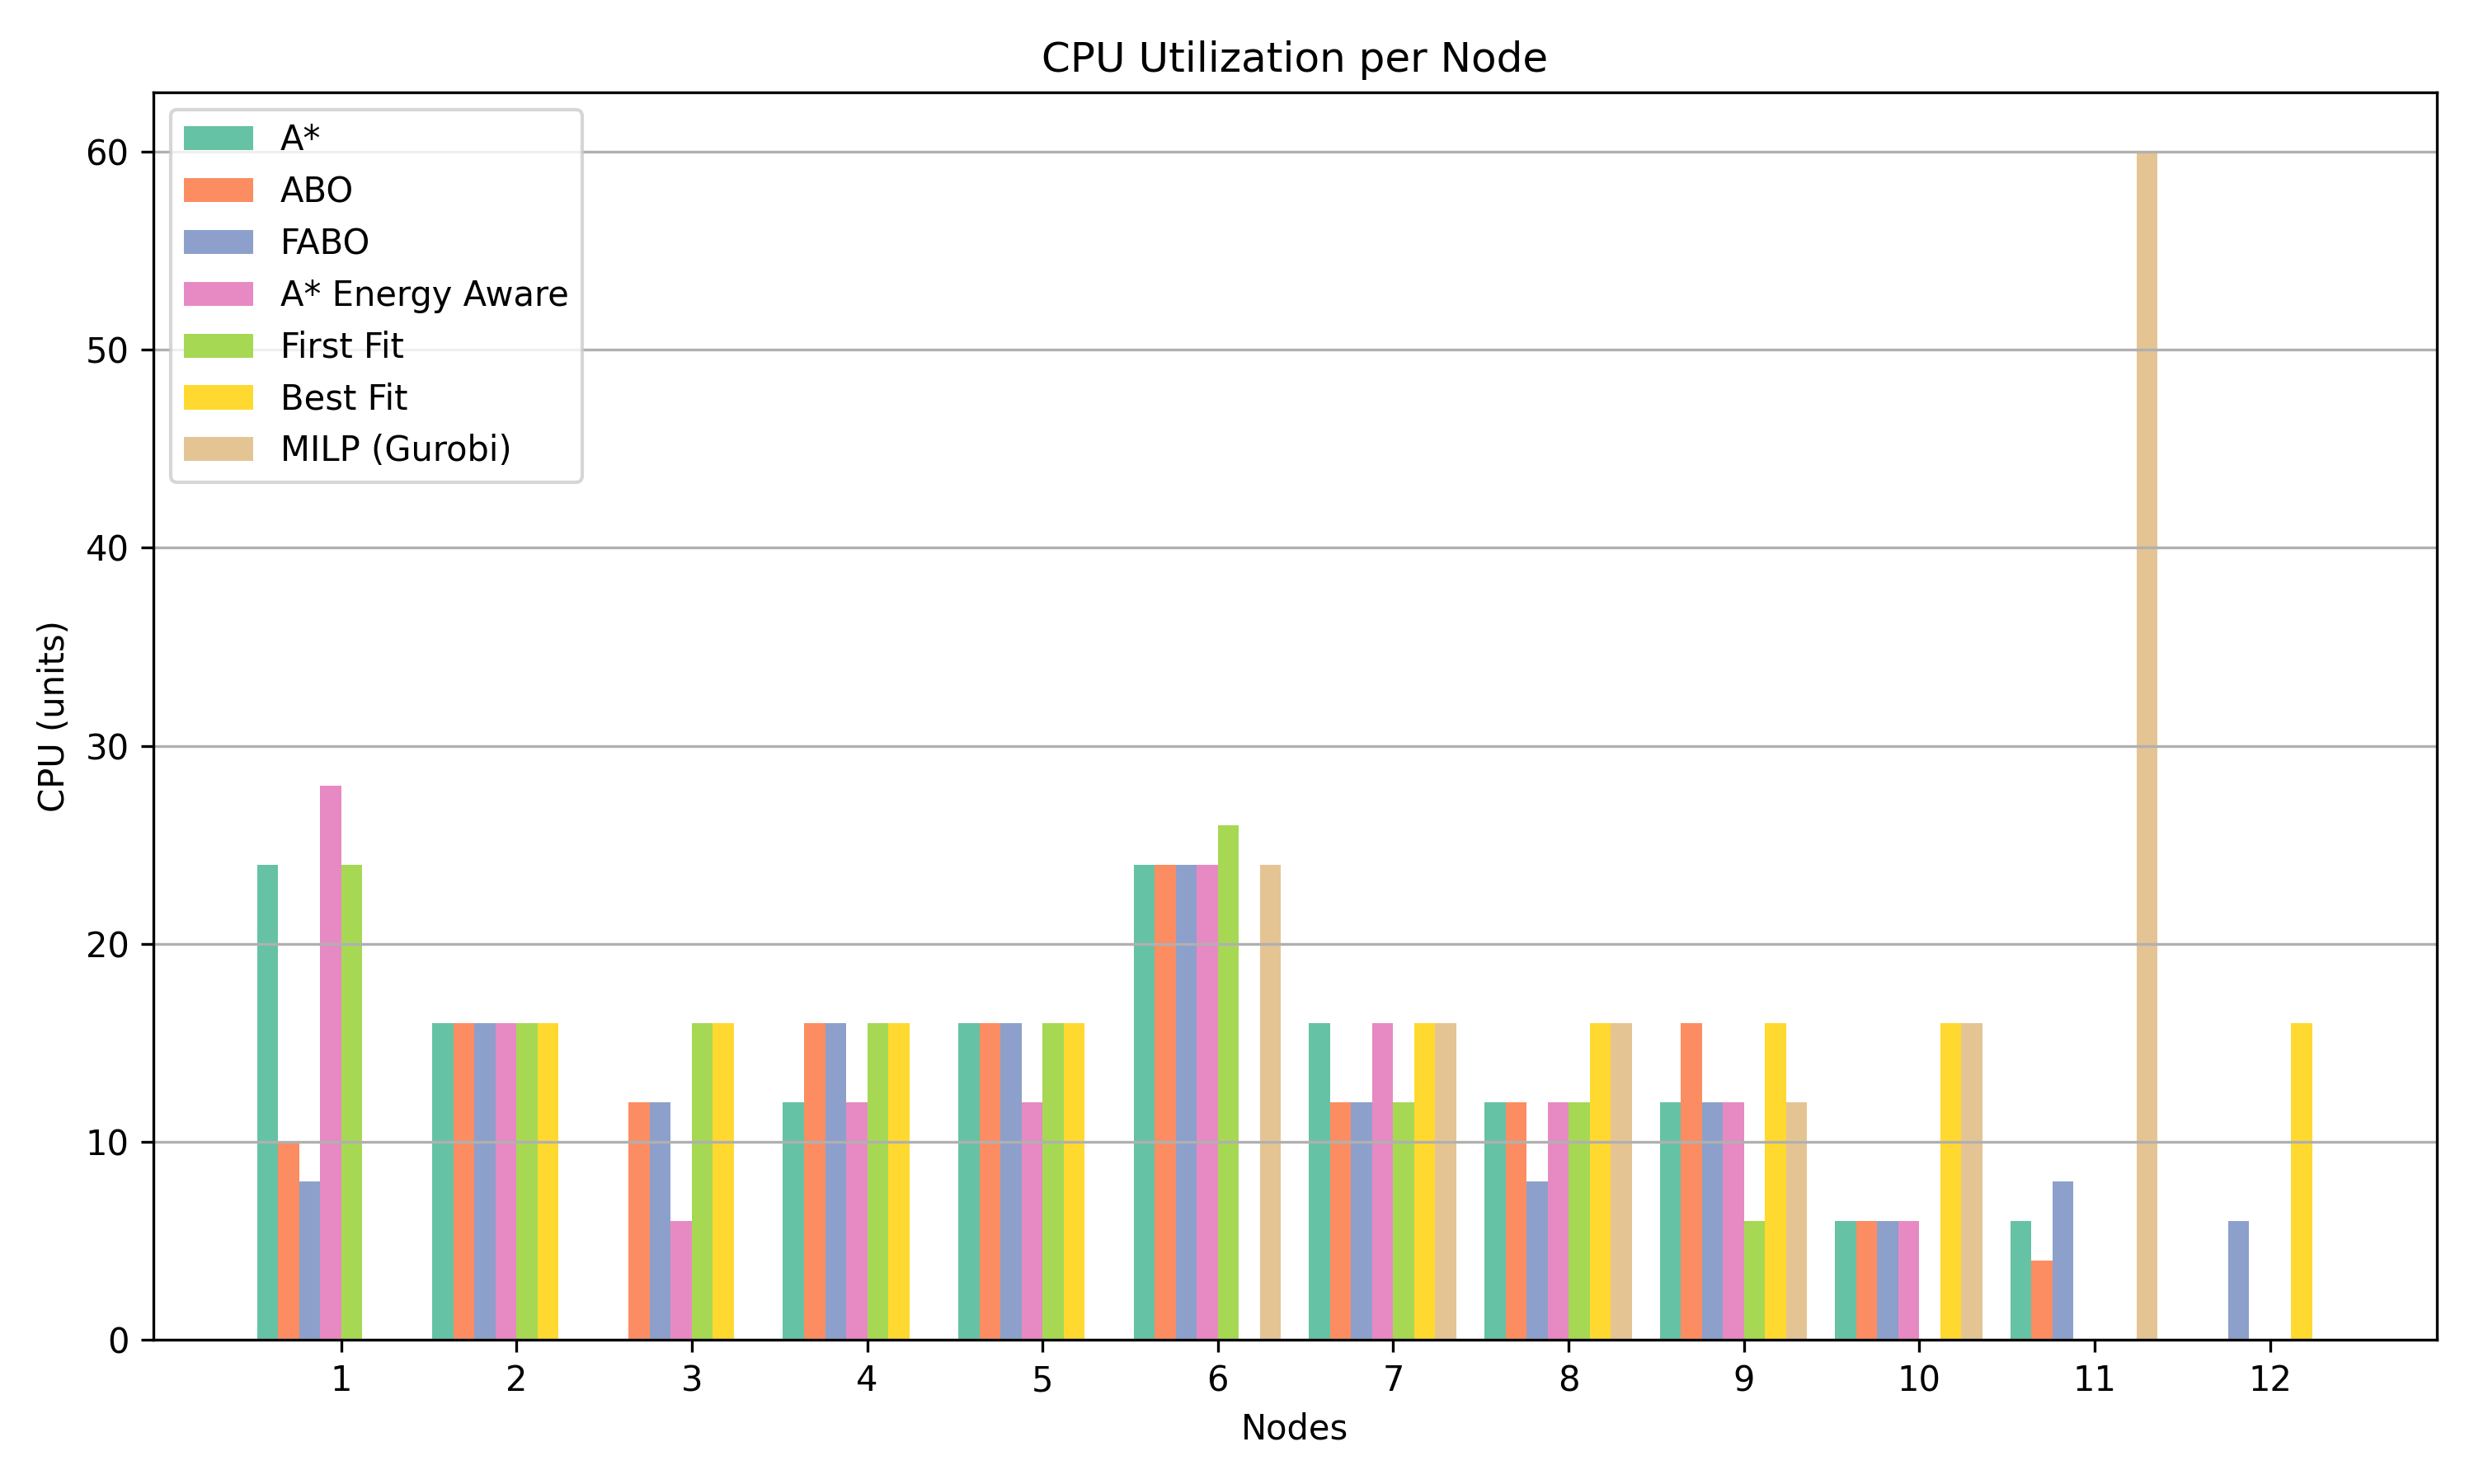 CPU Utilization per Node
A*
ABO
FABO
A* Energy Aware
First Fit
Best Fit
MILP (Gurobi)
60
50
40
30
20
10
0
CPU (units)
1 2 3 4 5 6 7 8 9 10 11 12
Nodes